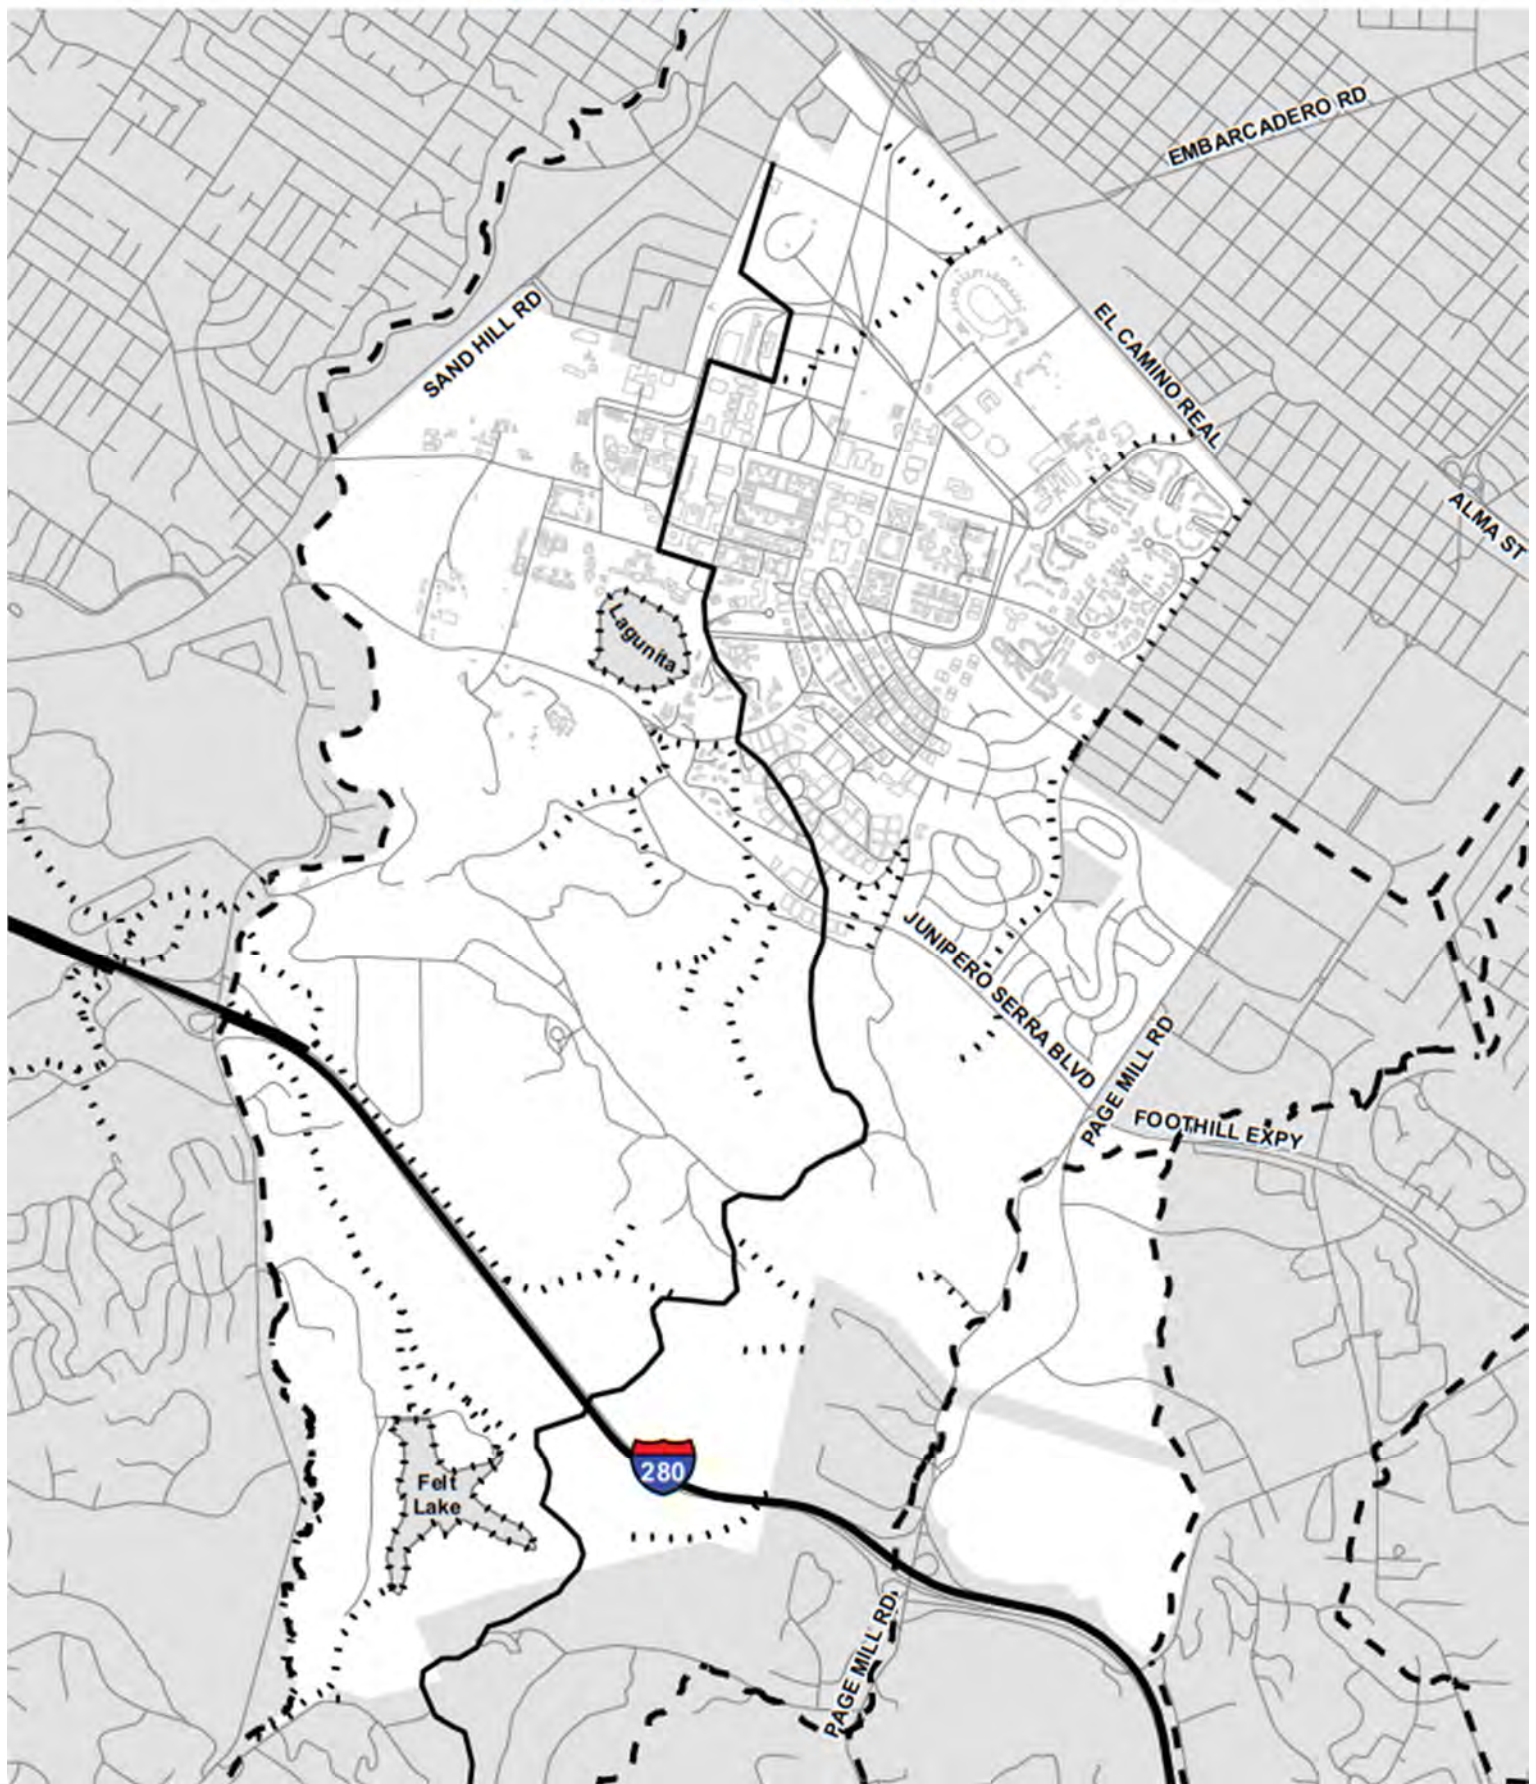 EMBARCADERO RD
SAND HILL RD
EL CAMINO REAL
ALMA ST
Lagunita
JUNIPERO SERRA BLVD
PAGE MILL RD
FOOTHILL EXPY
280
Felt
Lake
PAGE MILL RD